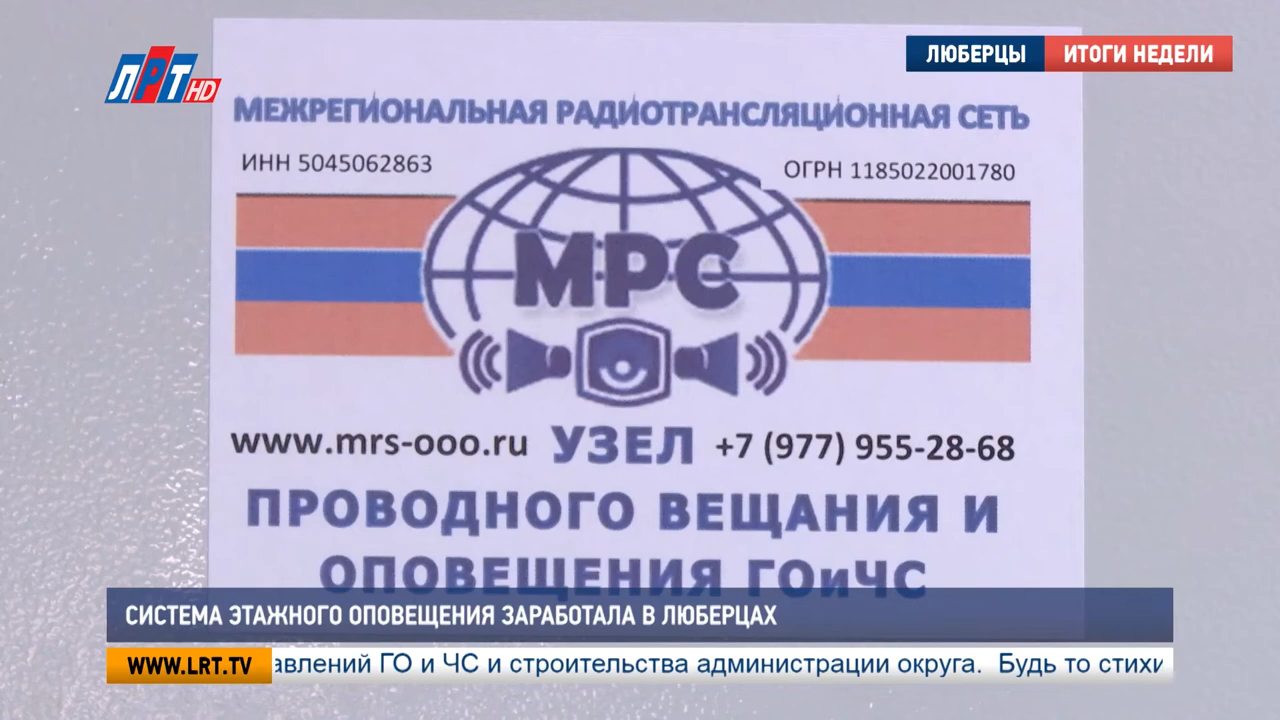 ЛРТ HD
ЛЮБЕРЦЫ ИТОГИ НЕДЕЛИ
МЕЖРЕГИОНАЛЬНАЯ РАДИОТРАНСЛЯЦИОННАЯ СЕТЬ
ИНН 5045062863
ОГРН 1185022001780
МРС
www.mrs-ooo.ru УЗЕЛ +7 (977) 955-28-68
ПРОВОДНОГО ВЕЩАНИЯ И
ОПОВЕЩЕНИЯ ГОиЧС
СИСТЕМА ЭТАЖНОГО ОПОВЕЩЕНИЯ ЗАРАБОТАЛА В ЛЮБЕРЦАХ
WWW.LRT.TV авлений ГО и ЧС и строительства администрации округа. Будь то стихи